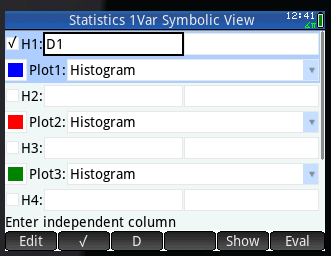 Statistics 1Var Symbolic View 12:41
√ H1: D1
Plot1: Histogram
H2:
Plot2: Histogram
H3:
Plot3: Histogram
H4:
Enter independent column
Edit √ D Show Eval